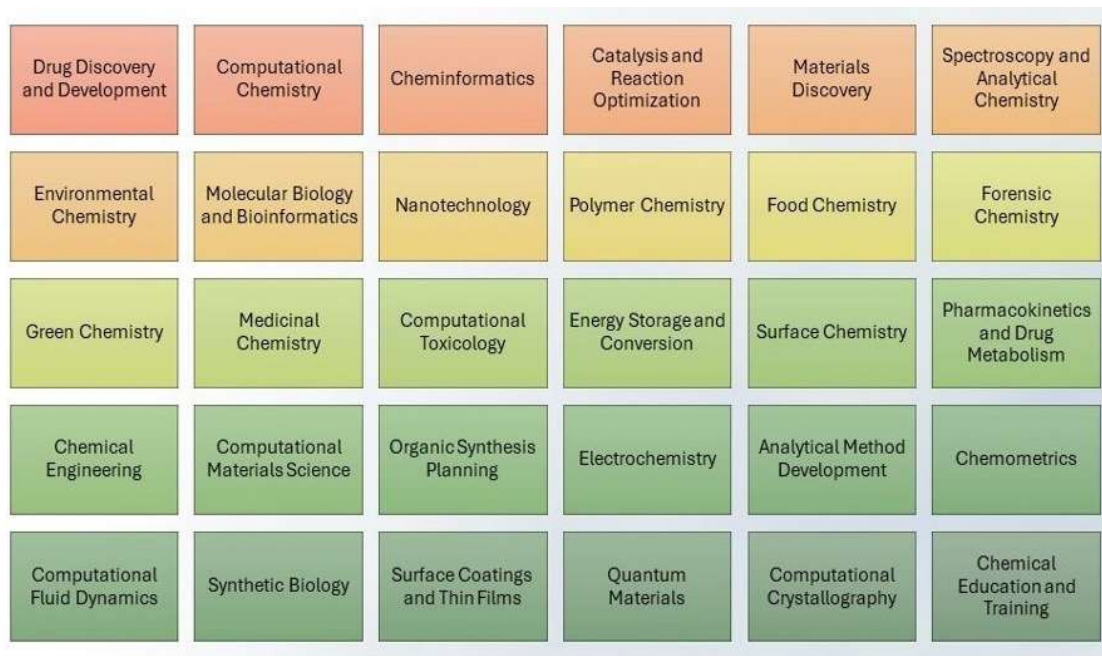 Drug Discovery
and Development
Computational
Chemistry
Cheminformatics
Catalysis and
Reaction
Optimization
Materials
Discovery
Spectroscopy and
Analytical
Chemistry
Environmental
Chemistry
Molecular Biology
and Bioinformatics
Nanotechnology
Polymer Chemistry
Food Chemistry
Forensic
Chemistry
Green Chemistry
Medicinal
Chemistry
Computational
Toxicology
Energy Storage and
Conversion
Surface Chemistry
Pharmacokinetics
and Drug
Metabolism
Chemical
Engineering
Computational
Materials Science
Organic Synthesis
Planning
Electrochemistry
Analytical Method
Development
Chemometrics
Computational
Fluid Dynamics
Synthetic Biology
Surface Coatings
and Thin Films
Quantum
Materials
Computational
Crystallography
Chemical
Education and
Training